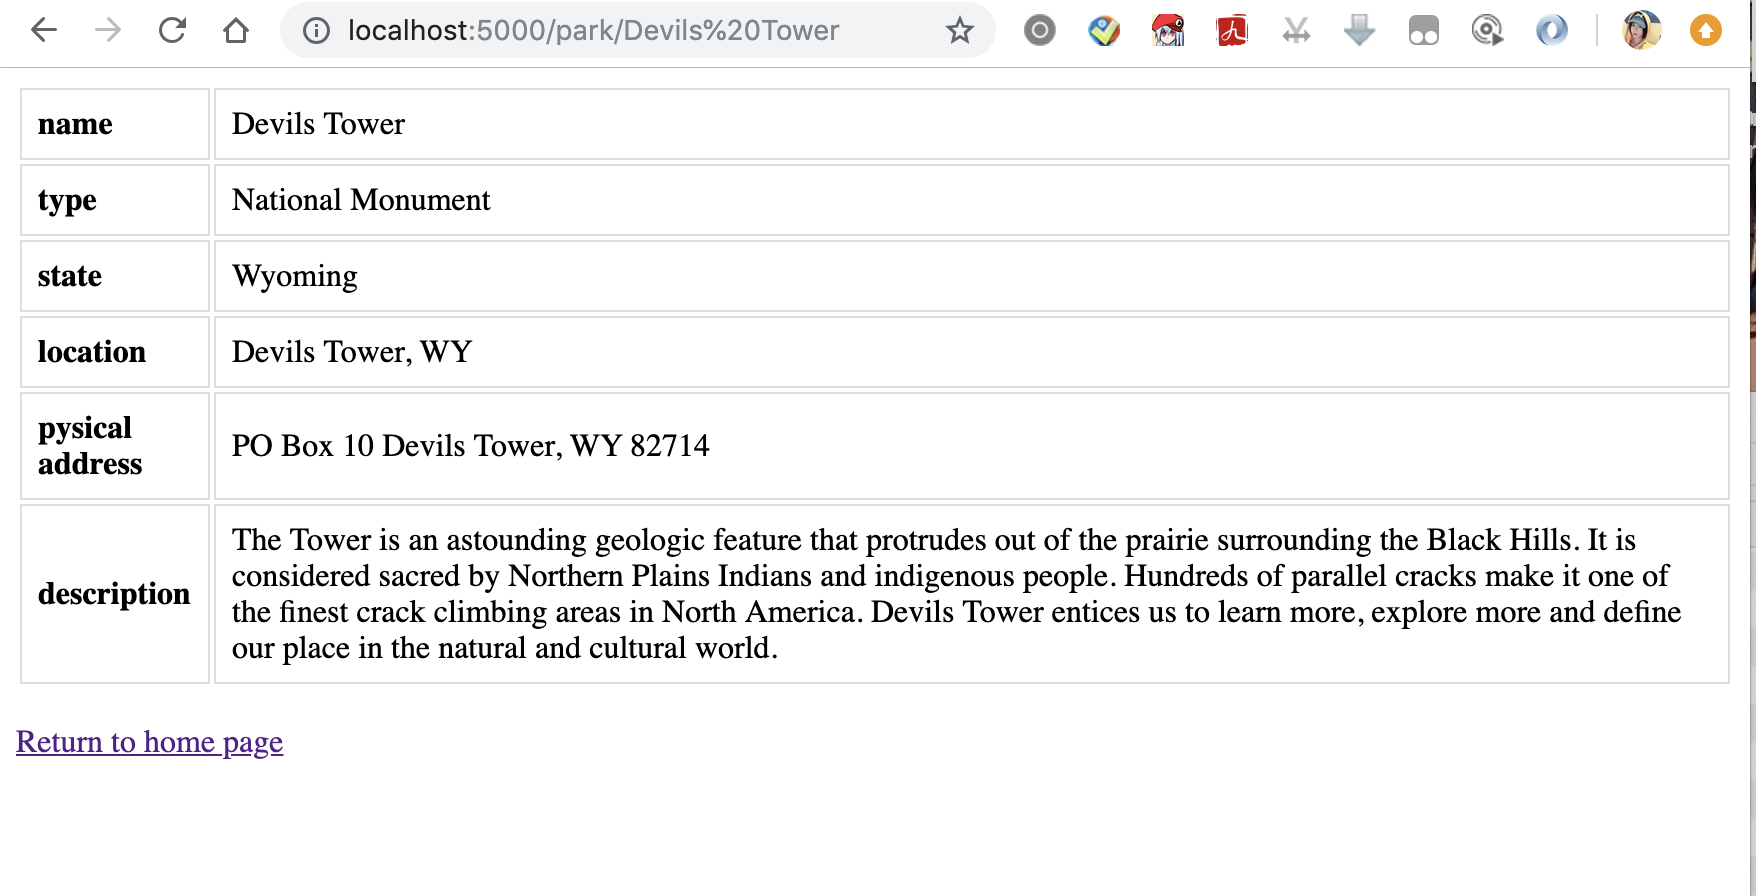 localhost:5000/park/Devils%20Tower
name Devils Tower
type National Monument
state Wyoming
location Devils Tower, WY
pysical
address
PO Box 10 Devils Tower, WY 82714
description
The Tower is an astounding geologic feature that protrudes out of the prairie surrounding the Black Hills. It is
considered sacred by Northern Plains Indians and indigenous people. Hundreds of parallel cracks make it one of
the finest crack climbing areas in North America. Devils Tower entices us to learn more, explore more and define
our place in the natural and cultural world.
Return to home page